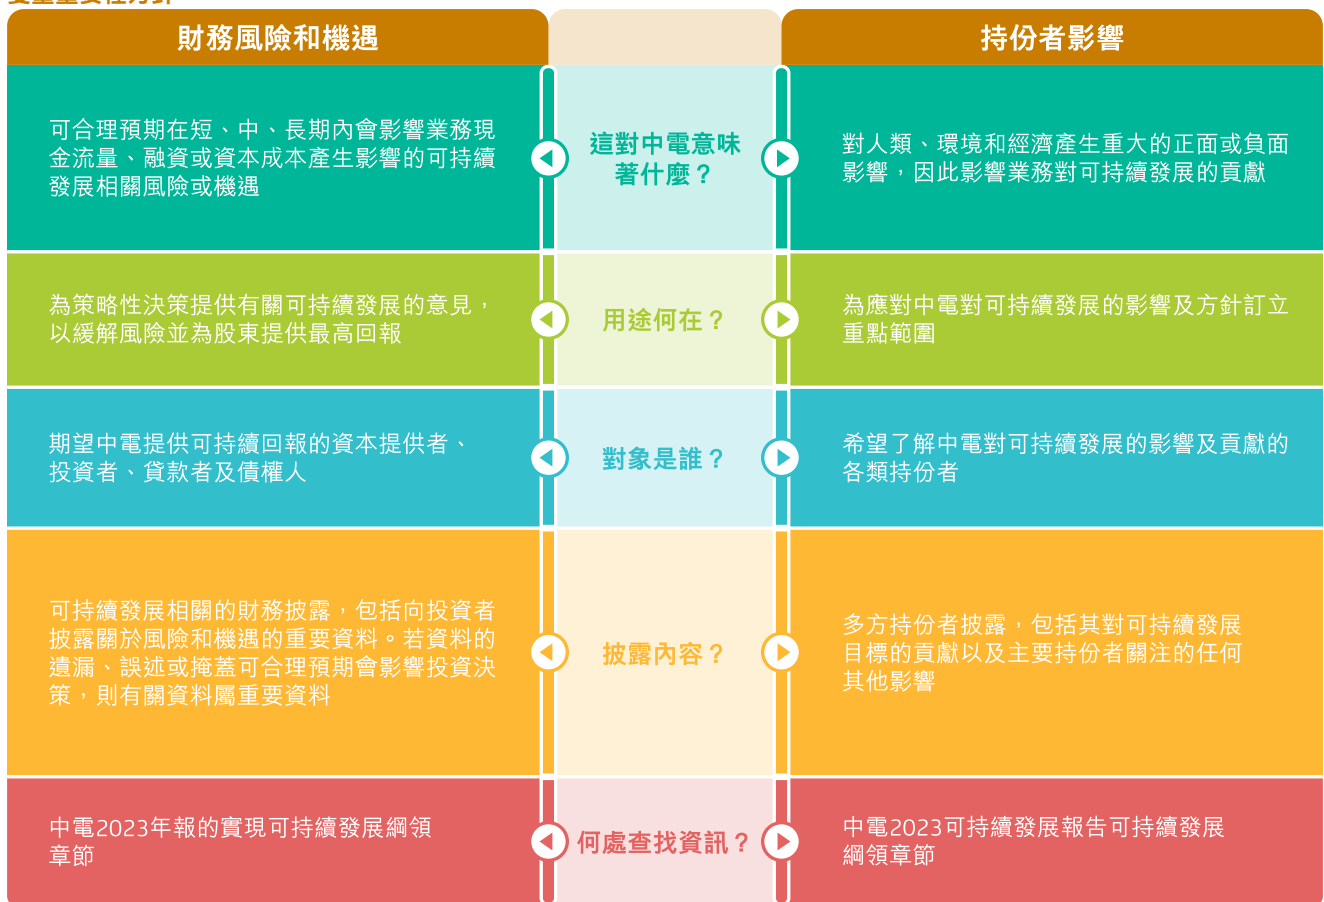 財務風險和機遇
持份者影響
可合理預期在短、中、長期內會影響業務現
金流量、融資或資本成本產生影響的可持續
發展相關風險或機遇
這對中電意味
著什麼？
對人類、環境和經濟產生重大的正面或負面
影響，因此影響業務對可持續發展的貢獻
為策略性決策提供有關可持續發展的意見，
以緩解風險並為股東提供最高回報
用途何在？
為應對中電對可持續發展的影響及方針訂立
重點範圍
期望中電提供可持續回報的資本提供者、
投資者、貸款者及債權人
對象是誰？
希望了解中電對可持續發展的影響及貢獻的
各類持份者
可持續發展相關的財務披露，包括向投資者
披露關於風險和機遇的重要資料。若資料的
遺漏、誤述或掩蓋可合理預期會影響投資決
策，則有關資料屬重要資料
披露內容？
多方持份者披露，包括其對可持續發展
目標的貢獻以及主要持份者關注的任何
其他影響
中電2023年報的實現可持續發展綱領
章節
何處查找資訊？
中電2023可持續發展報告可持續發展
綱領章節